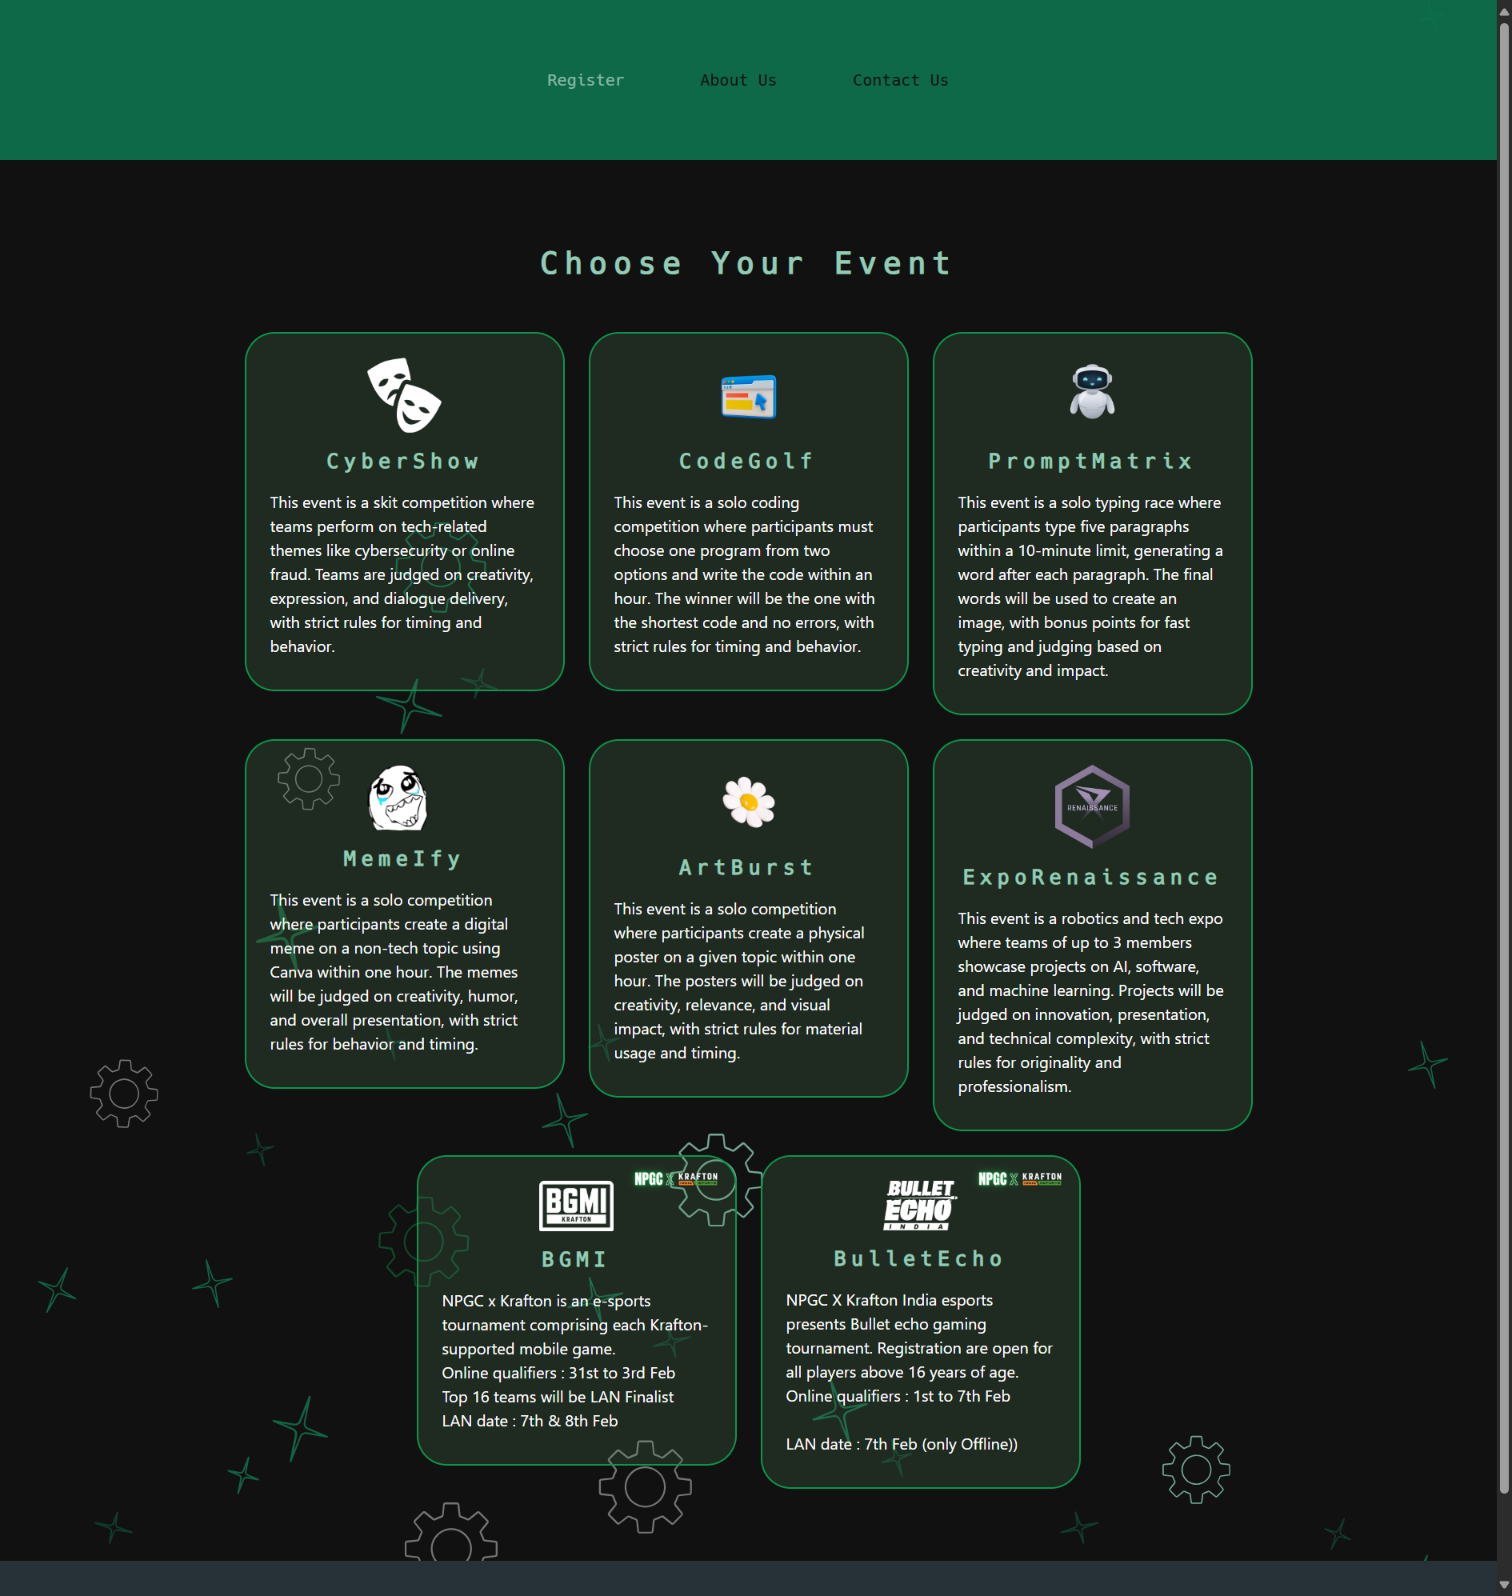 Register
About Us
Contact Us
Choose Your Event
CyberShow
This event is a skit competition where
teams perform on tech-related
themes like cybersecurity or online
fraud. Teams are judged on creativity,
expression, and dialogue delivery,
with strict rules for timing and
behavior.
CodeGolf
This event is a solo coding
competition where participants must
choose one program from two
options and write the code within an
hour. The winner will be the one with
the shortest code and no errors, with
strict rules for timing and behavior.
PromptMatrix
This event is a solo typing race where
participants type five paragraphs
within a 10-minute limit, generating a
word after each paragraph. The final
words will be used to create an
image, with bonus points for fast
typing and judging based on
creativity and impact.
MemeIfy
This event is a solo competition
where participants create a digital
meme on a non-tech topic using
Canva within one hour. The memes
will be judged on creativity, humor,
and overall presentation, with strict
rules for behavior and timing.
ArtBurst
This event is a solo competition
where participants create a physical
poster on a given topic within one
hour. The posters will be judged on
creativity, relevance, and visual
impact, with strict rules for material
usage and timing.
RENAISSANCE
ExpoRenaissance
This event is a robotics and tech expo
where teams of up to 3 members
showcase projects on AI, software,
and machine learning. Projects will be
judged on innovation, presentation,
and technical complexity, with strict
rules for originality and
professionalism.
NPGC X KRAFTON
BGMI
KRAFTON
BGMI
NPGC x Krafton is an e-sports
tournament comprising each Krafton-
supported mobile game.
Online qualifiers : 31st to 3rd Feb
Top 16 teams will be LAN Finalist
LAN date : 7th & 8th Feb
NPGC X KRAFTON
BULLET
ECHO
INDIA
BulletEcho
NPGC X Krafton India esports
presents Bullet echo gaming
tournament. Registration are open for
all players above 16 years of age.
Online qualifiers : 1st to 7th Feb
LAN date : 7th Feb (only Offline))